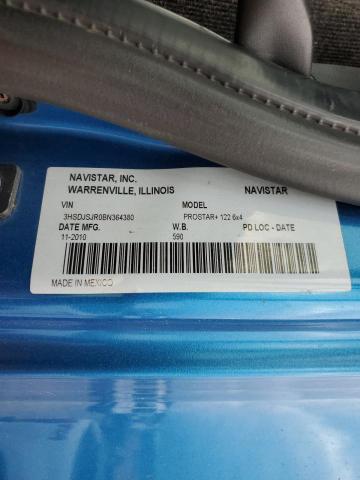 NAVISTAR, INC.
WARRENVILLE, ILLINOIS NAVISTAR
VIN MODEL
3HSDJSJR0BN364380 PROSTAR+ 122 6x4
DATE MFG. W.B. PD LOC - DATE
11-2010 590
MADE IN MEXICO